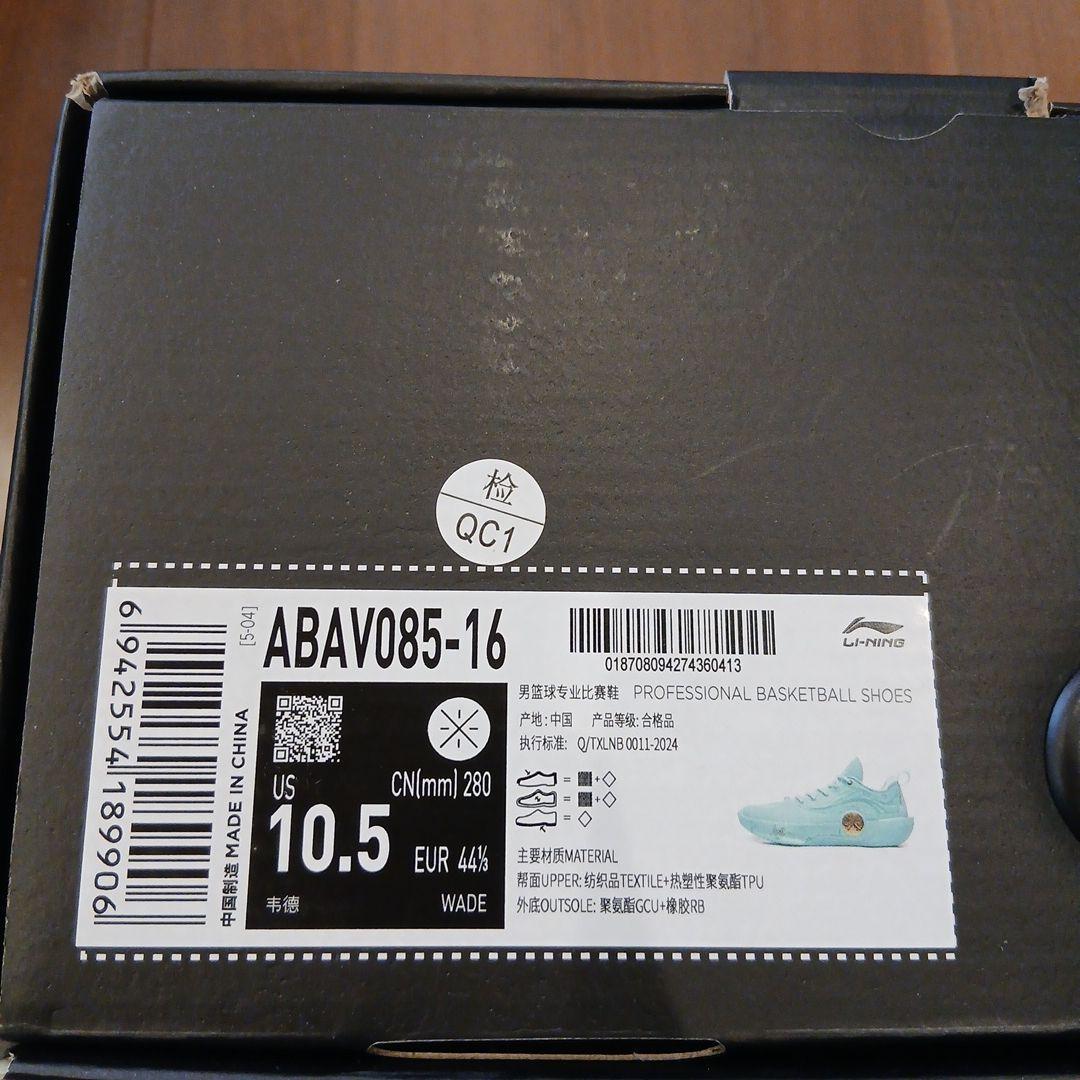 检
QC1
6942555418 9906
中国制造 MADE IN CHINA
[5-04]
ABAV085-16
018708094274360413
LI-NING
男篮球专业比赛鞋 PROFESSIONAL BASKETBALL SHOES
产地: 中国 产品等级: 合格品
执行标准: Q/TXLNB 0011-2024
US
CN(mm) 280
10.5
EUR 44⅓
韦德
WADE
主要材质MATERIAL
帮面UPPER: 纺织品TEXTILE+热塑性聚氨酯TPU
外底OUTSOLE: 聚氨酯GCU+橡胶RB